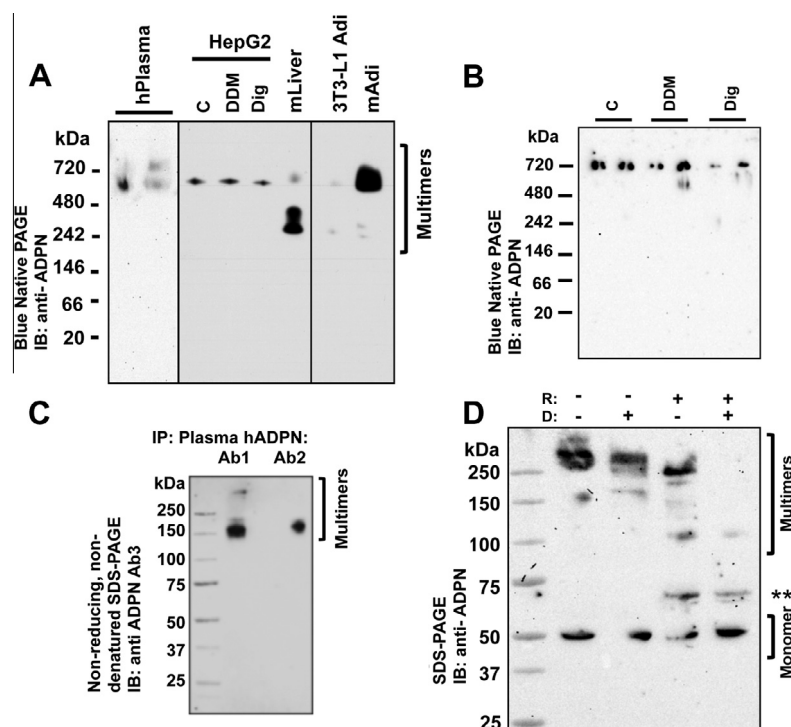 A
hPlasma
HepG2
C
DDM
Dig
mLiver
3T3-L1 Adi
mAdi
kDa
720
480
242
146
66
20
Blue Native PAGE
IB: anti- ADPN
Multimers
B
C
DDM
Dig
kDa
720
480
242
146
66
20
Blue Native PAGE
IB: anti- ADPN
C
IP: Plasma hADPN:
Ab1 Ab2
kDa
250
150
100
75
50
37
25
Non-reducing, non-
denatured SDS-PAGE
IB: anti ADPN Ab3
Multimers
D
R: - - + +
D: - + - +
kDa
250
150
100
75
50
37
25
SDS-PAGE
IB: anti- ADPN
Multimers
**
Monomer